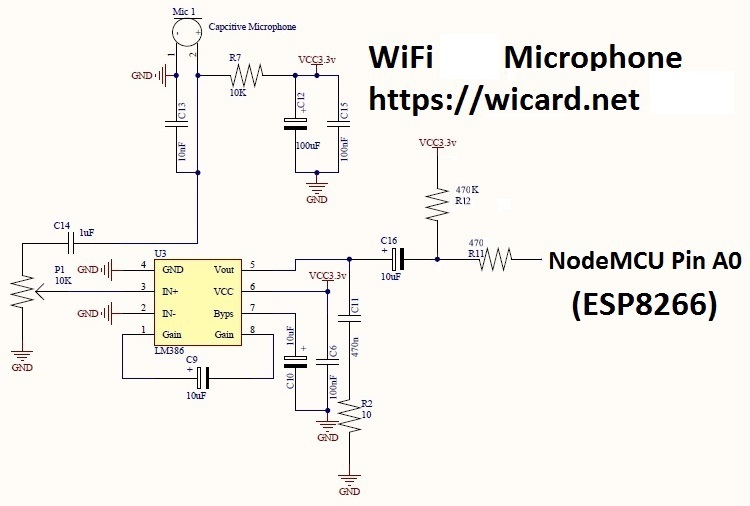 Mic 1
Capcitive Microphone
- +
1 2
GND
R7
10K
VCC3.3v
C13
10nF
+ C12
100uF
C15
100nF
GND
WiFi Microphone
https://wicard.net
VCC3.3v
470K
R12
C14 1uF
P1
10K
GND
U3
GND 4 GND Vout 5
3 IN+ VCC 6
GND 2 IN- Byps 7
1 Gain Gain 8
LM386
C9
+
10uF
10uF
+
C10
VCC3.3v
C6
100nF
GND
C11
470n
R2
10
GND
C16
+
10uF
470
R11
NodeMCU Pin A0
(ESP8266)